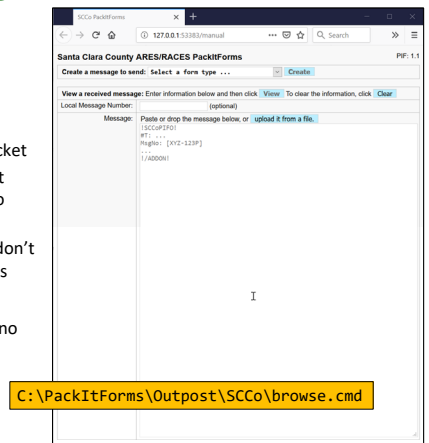 SCCo PackItForms
127.0.0.1:53383/manual
Search
Santa Clara County ARES/RACES PackItForms
PIF: 1.1
Create a message to send: Select a form type ...
Create
View a received message: Enter information below and then click View To clear the information, click Clear
Local Message Number:
(optional)
Message:
Paste or drop the message below, or upload it from a file.
!SCCoPIFO!
#T: ...
MsgNo: [XYZ-123P]
...
!/ADDON!
cket
t
o
don't
s
no
C:\PackItForms\Outpost\SCCo\browse.cmd